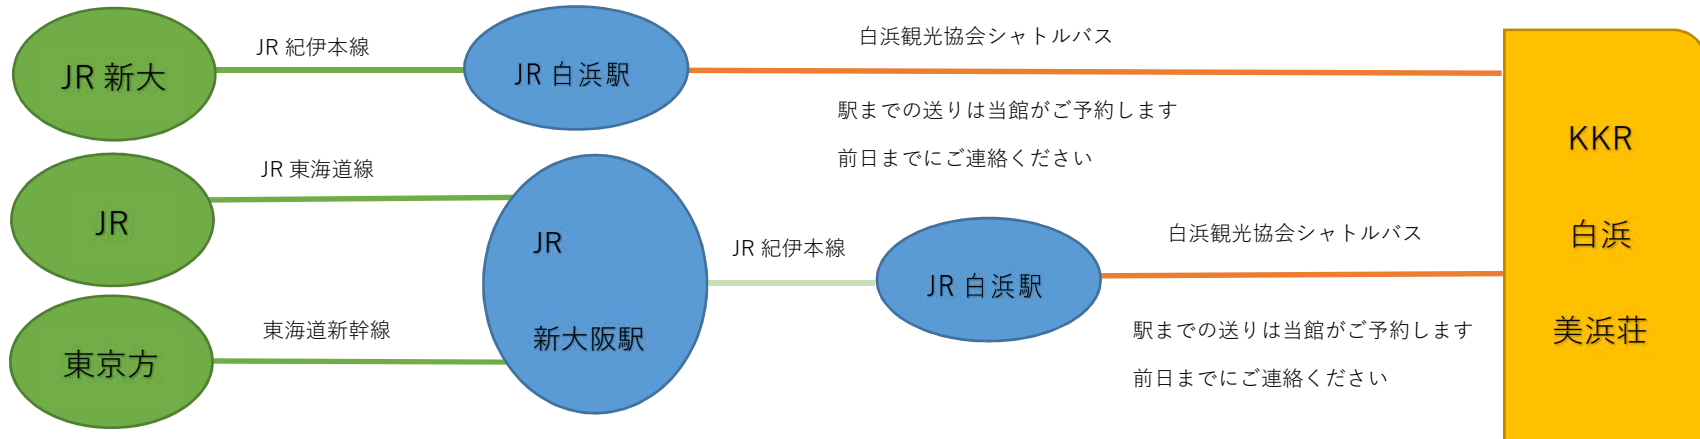 JR 新大
JR 紀伊本線
JR 白浜駅
白浜観光協会シャトルバス
駅までの送りは当館がご予約します
前日までにご連絡ください
JR
JR 東海道線
東京方
東海道新幹線
JR
新大阪駅
JR 紀伊本線
JR 白浜駅
白浜観光協会シャトルバス
駅までの送りは当館がご予約します
前日までにご連絡ください
KKR
白浜
美浜荘